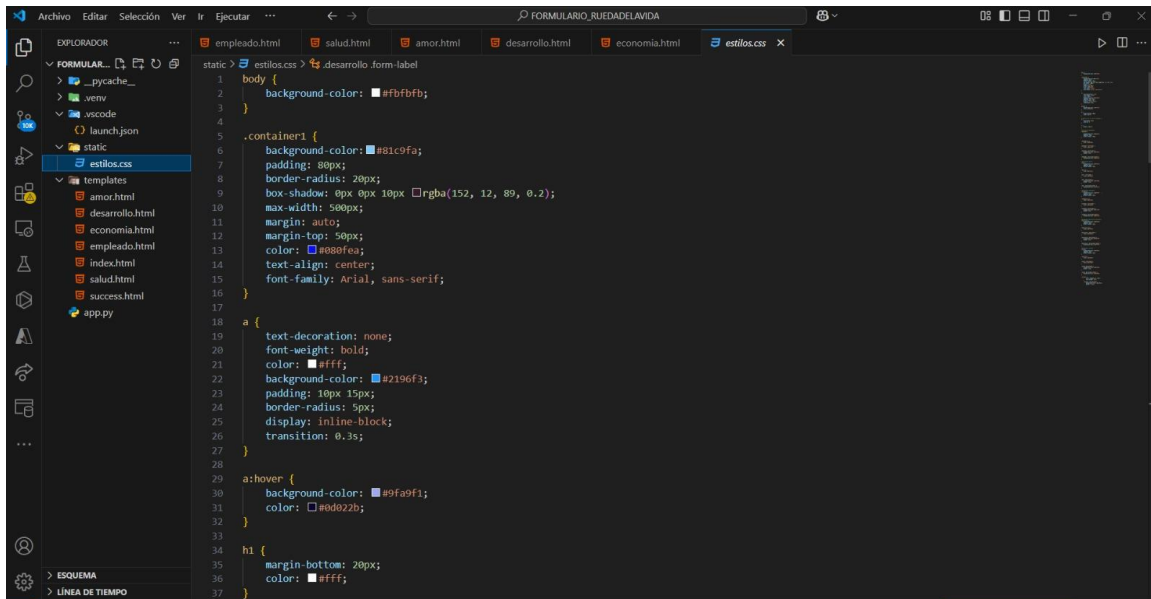 Archivo Editar Selección Ver Ir Ejecutar ... FORMULARIO_RUEDADELAVIDA
EXPLORADOR ...
FORMULAR...
__pycache__
.venv
.vscode
launch.json
static
estilos.css
templates
amor.html
desarrollo.html
economia.html
empleado.html
index.html
salud.html
success.html
app.py
10K
ESQUEMA
LÍNEA DE TIEMPO
empleado.html salud.html amor.html desarrollo.html economia.html estilos.css
static > estilos.css > .desarrollo .form-label
1 body {
2 background-color: #fbfbfb;
3 }
4
5 .container1 {
6 background-color: #81c9fa;
7 padding: 80px;
8 border-radius: 20px;
9 box-shadow: 0px 0px 10px rgba(152, 12, 89, 0.2);
10 max-width: 500px;
11 margin: auto;
12 margin-top: 50px;
13 color: #080fea;
14 text-align: center;
15 font-family: Arial, sans-serif;
16 }
17
18 a {
19 text-decoration: none;
20 font-weight: bold;
21 color: #fff;
22 background-color: #2196f3;
23 padding: 10px 15px;
24 border-radius: 5px;
25 display: inline-block;
26 transition: 0.3s;
27 }
28
29 a:hover {
30 background-color: #9fa9f1;
31 color: #0d022b;
32 }
33
34 h1 {
35 margin-bottom: 20px;
36 color: #fff;
37 }